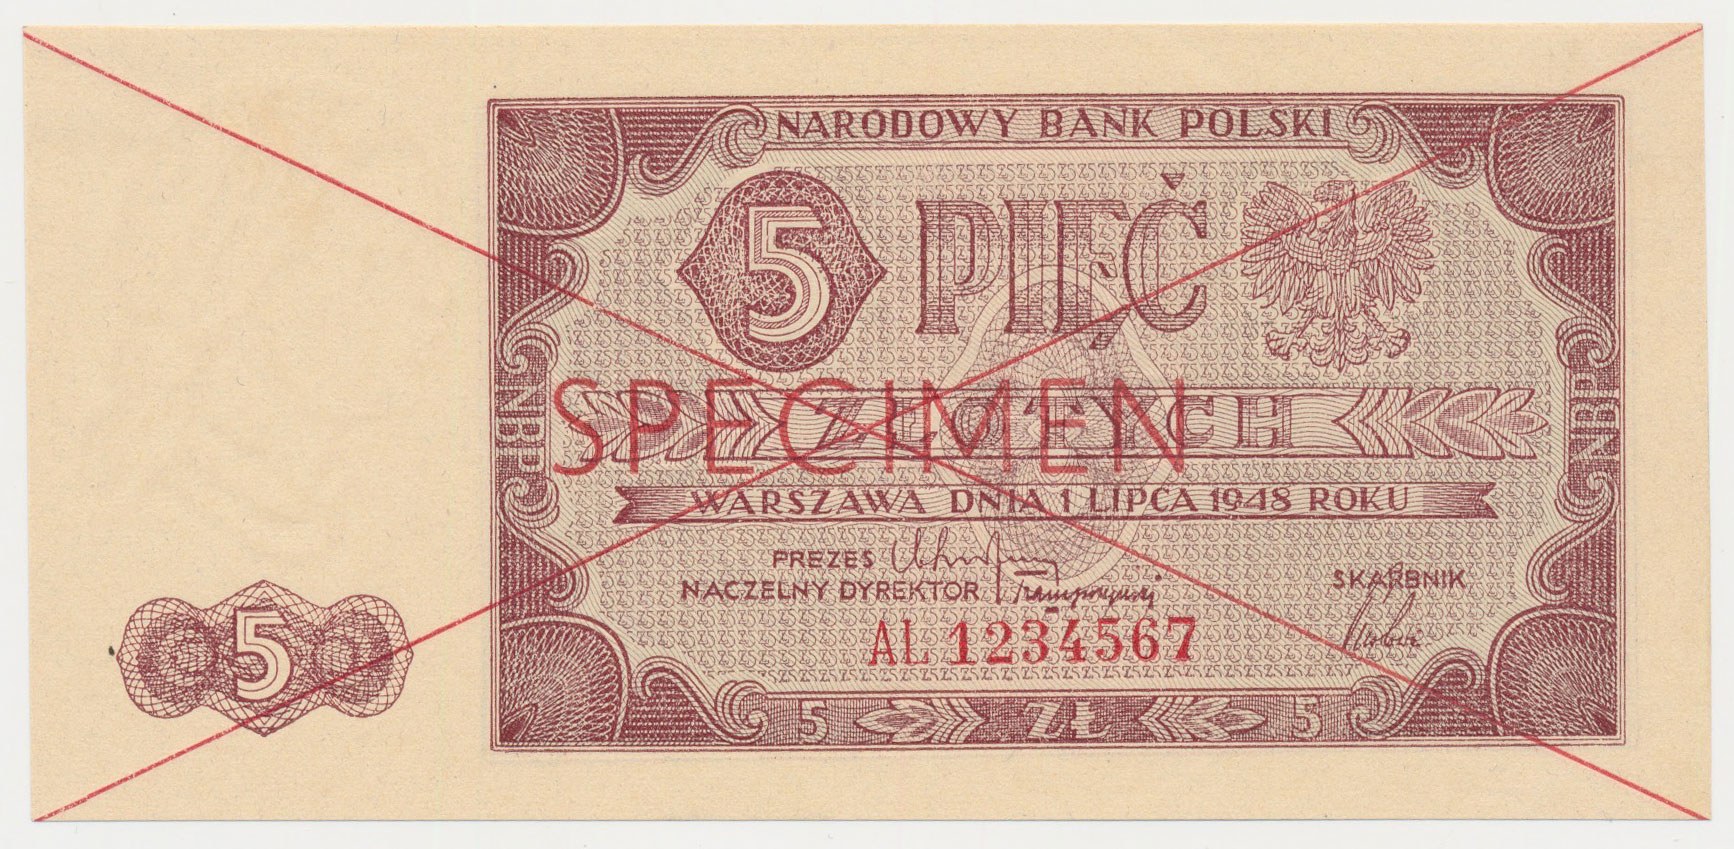 NARODOWY BANK POLSKI
5 PIĘĆ
ZŁOTYCH
SPECIMEN
NBP
NBP
WARSZAWA DNIA 1 LIPCA 1948 ROKU
PREZES
NACZELNY DYREKTOR
SKARBNIK
AL 1234567
5
5 ZŁ 5